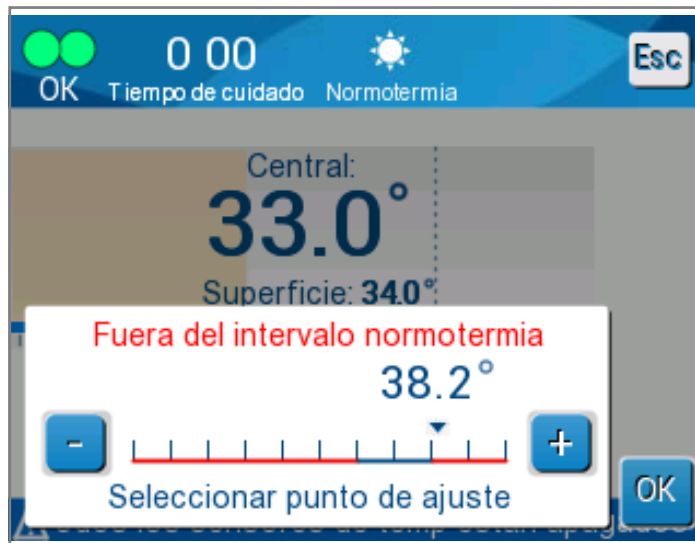 0 00
Esc
OK Tiempo de cuidado Normotermia
Central:
33.0°
Superficie: 34.0°
Fuera del intervalo normotermia
38.2°
- +
Seleccionar punto de ajuste
OK